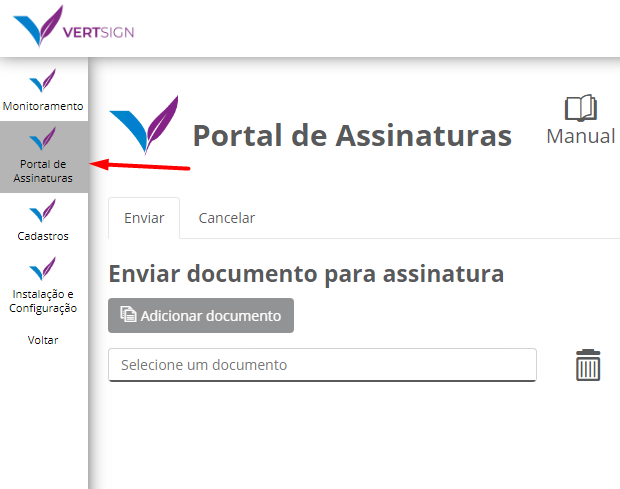 VERTSIGN
Monitoramento
Portal de
Assinaturas
Cadastros
Instalação e
Configuração
Voltar
Portal de Assinaturas
Manual
Enviar
Cancelar
Enviar documento para assinatura
Adicionar documento
Selecione um documento